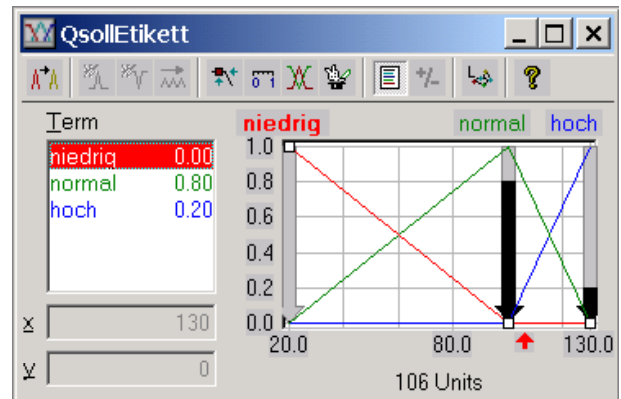 QsollEtikett
Term
niedrig 0.00
normal 0.80
hoch 0.20
x 130
y 0
niedrig normal hoch
1.0
0.8
0.6
0.4
0.2
0.0
20.0 80.0 130.0
106 Units